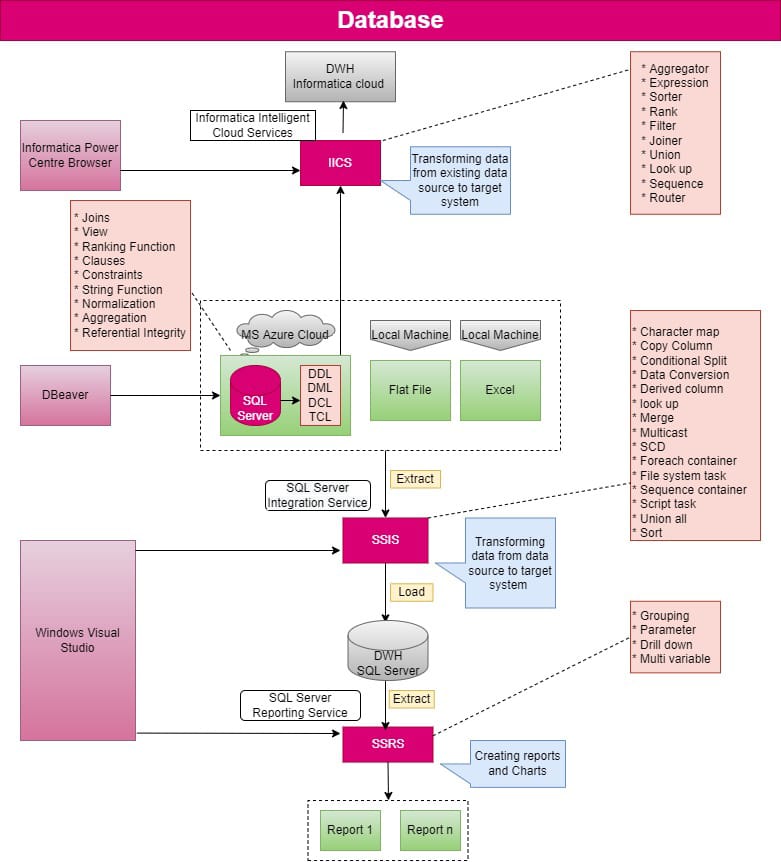 Database
DWH
Informatica cloud
Informatica Intelligent
Cloud Services
IICS
Informatica Power
Centre Browser
Transforming data
from existing data
source to target
system
* Aggregator
* Expression
* Sorter
* Rank
* Filter
* Joiner
* Union
* Look up
* Sequence
* Router
* Joins
* View
* Ranking Function
* Clauses
* Constraints
* String Function
* Normalization
* Aggregation
* Referential Integrity
MS Azure Cloud
Local Machine
Local Machine
DBeaver
SQL
Server
DDL
DML
DCL
TCL
Flat File
Excel
* Character map
* Copy Column
* Conditional Split
* Data Conversion
* Derived column
* look up
* Merge
* Multicast
* SCD
* Foreach container
* File system task
* Sequence container
* Script task
* Union all
* Sort
Extract
SQL Server
Integration Service
SSIS
Transforming
data from data
source to target
system
Load
Windows Visual
Studio
DWH
SQL Server
* Grouping
* Parameter
* Drill down
* Multi variable
Extract
SQL Server
Reporting Service
SSRS
Creating reports
and Charts
Report 1
Report n